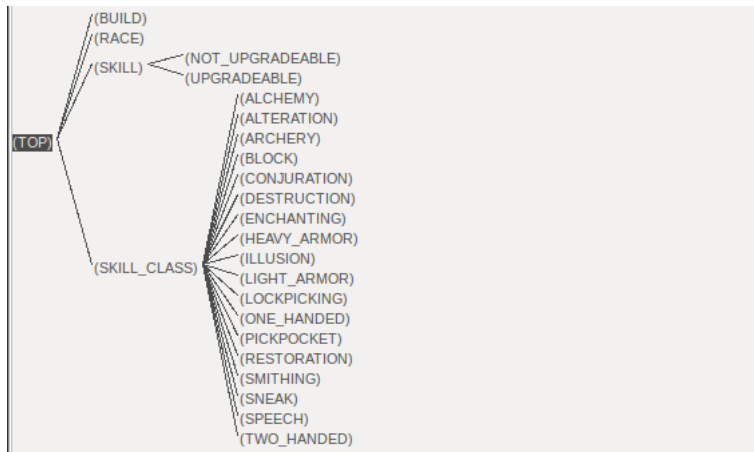 (BUILD)
(RACE)
(SKILL)
(NOT_UPGRADEABLE)
(UPGRADEABLE)
(TOP)
(SKILL_CLASS)
(ALCHEMY)
(ALTERATION)
(ARCHERY)
(BLOCK)
(CONJURATION)
(DESTRUCTION)
(ENCHANTING)
(HEAVY_ARMOR)
(ILLUSION)
(LIGHT_ARMOR)
(LOCKPICKING)
(ONE_HANDED)
(PICKPOCKET)
(RESTORATION)
(SMITHING)
(SNEAK)
(SPEECH)
(TWO_HANDED)